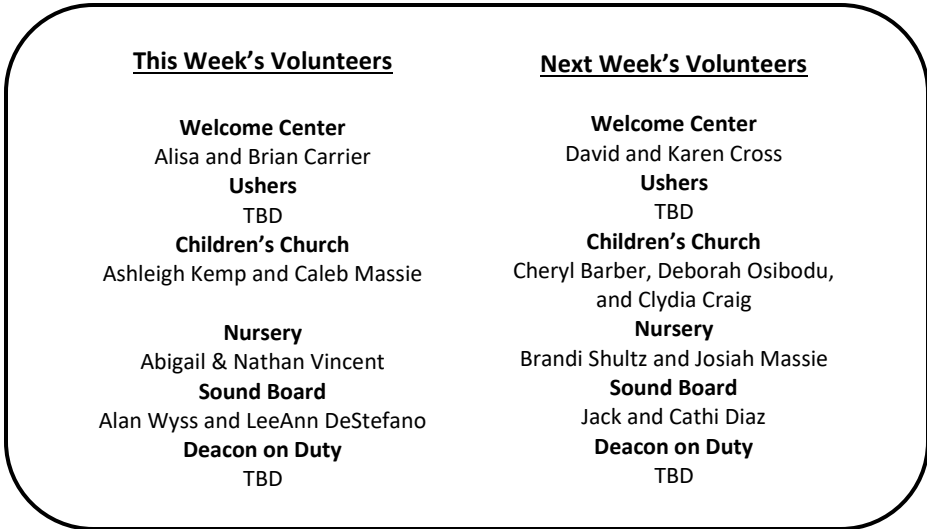 This Week’s Volunteers
Welcome Center
Alisa and Brian Carrier
Ushers
TBD
Children’s Church
Ashleigh Kemp and Caleb Massie
Nursery
Abigail & Nathan Vincent
Sound Board
Alan Wyss and LeeAnn DeStefano
Deacon on Duty
TBD
Next Week’s Volunteers
Welcome Center
David and Karen Cross
Ushers
TBD
Children’s Church
Cheryl Barber, Deborah Osibodu,
and Clydia Craig
Nursery
Brandi Shultz and Josiah Massie
Sound Board
Jack and Cathi Diaz
Deacon on Duty
TBD